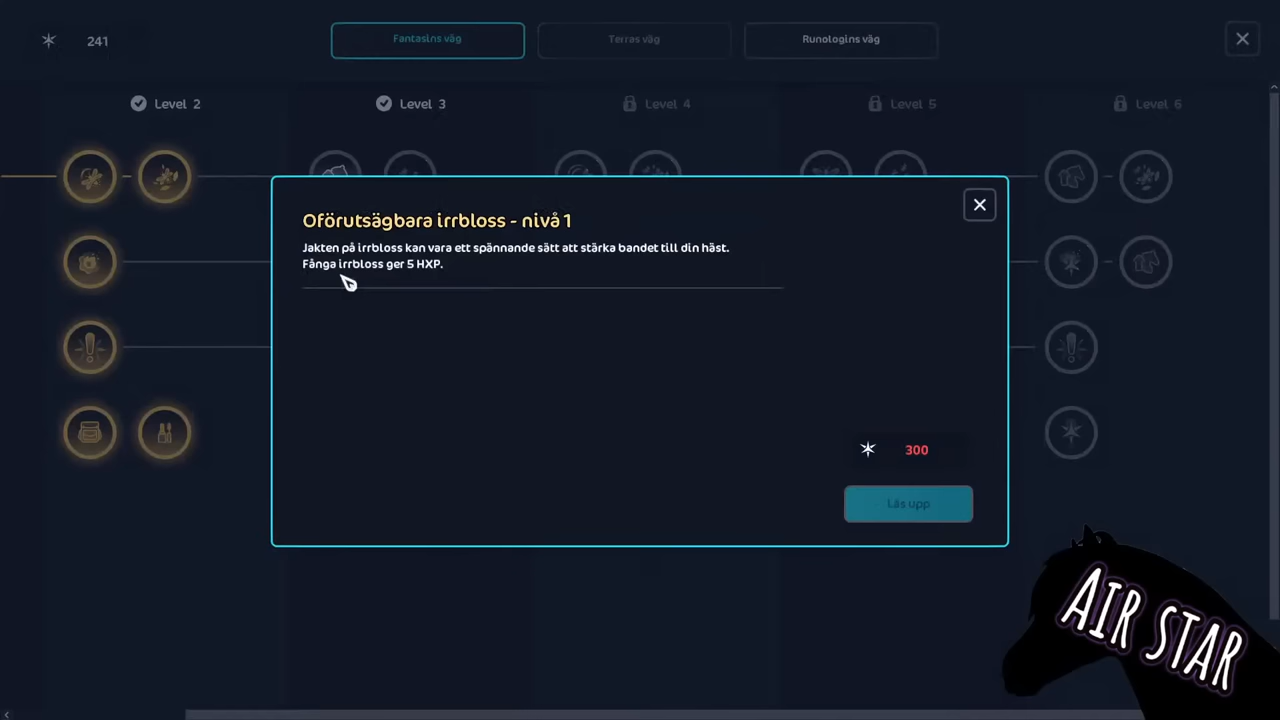 241
Fantasins väg
Terras väg
Runologins väg
Level 2
Level 3
Level 4
Level 5
Level 6
Oförutsägbara irrbloss - nivå 1
Jakten på irrbloss kan vara ett spännande sätt att stärka bandet till din häst.
Fånga irrbloss ger 5 HXP.
300
Lås upp
AIR STAR